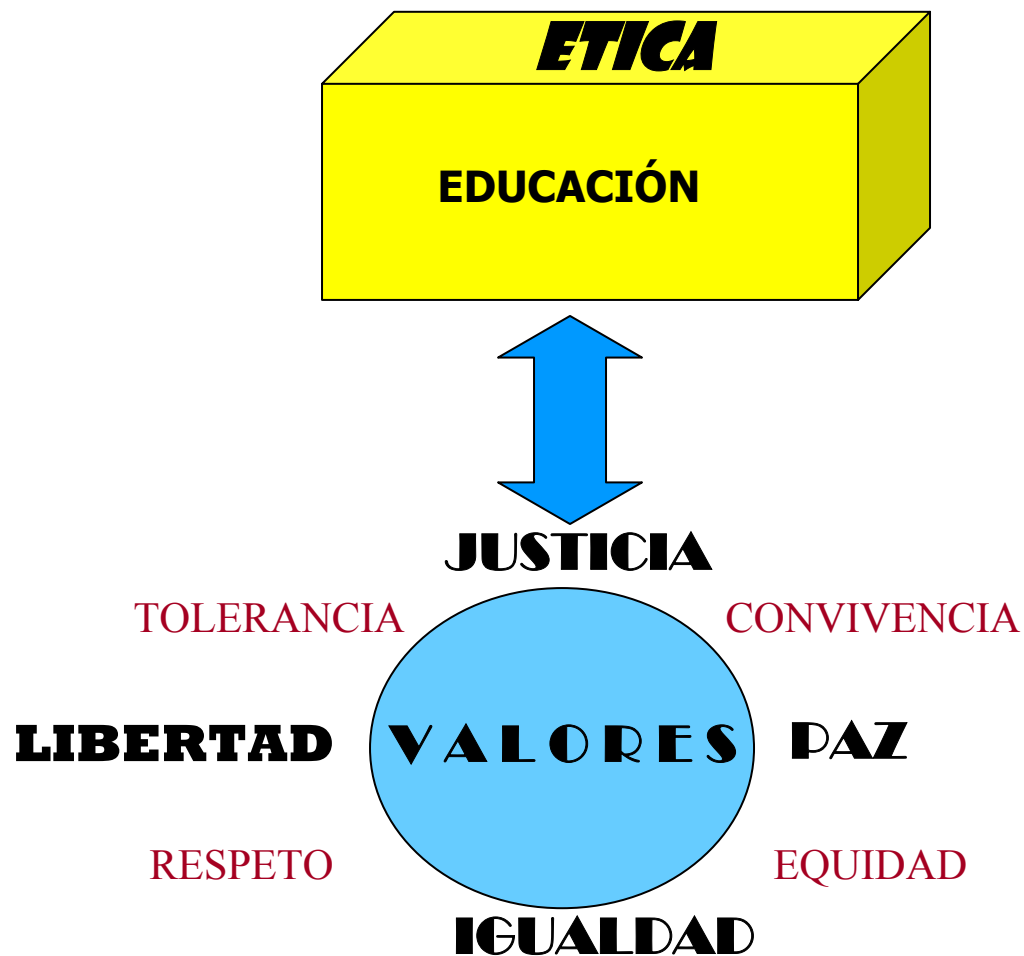 ETICA
EDUCACIÓN
JUSTICIA
TOLERANCIA
CONVIVENCIA
LIBERTAD
VALORES
PAZ
RESPETO
EQUIDAD
IGUALDAD